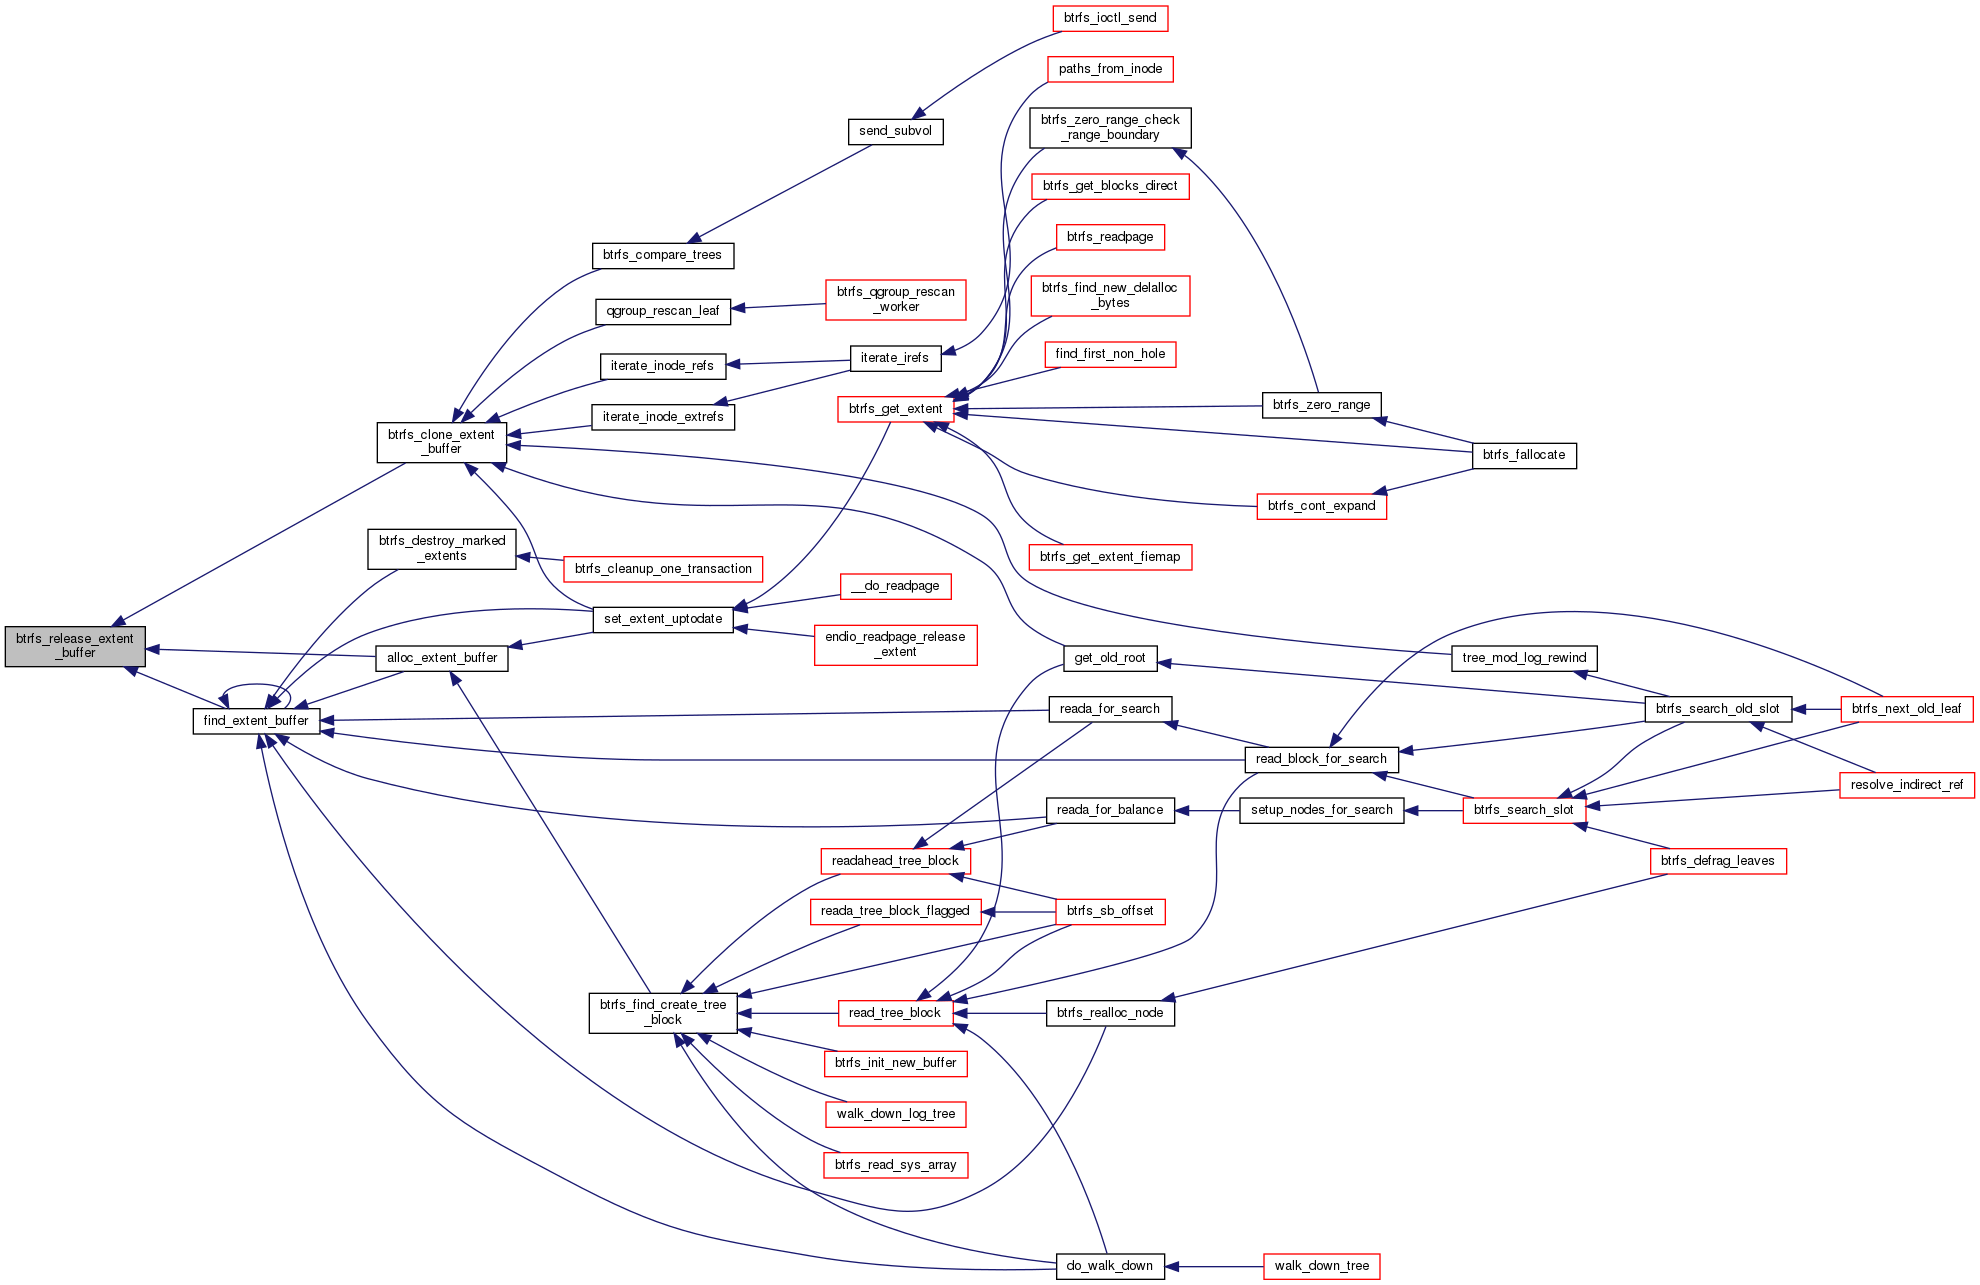 btrfs_ioctl_send
paths_from_inode
btrfs_zero_range_check
_range_boundary
send_subvol
btrfs_get_blocks_direct
btrfs_readpage
btrfs_compare_trees
btrfs_find_new_delalloc
_bytes
btrfs_qgroup_rescan
_worker
qgroup_rescan_leaf
find_first_non_hole
iterate_irefs
iterate_inode_refs
btrfs_get_extent
btrfs_zero_range
iterate_inode_extrefs
btrfs_clone_extent
_buffer
btrfs_fallocate
btrfs_cont_expand
btrfs_destroy_marked
_extents
btrfs_get_extent_fiemap
btrfs_cleanup_one_transaction
__do_readpage
set_extent_uptodate
btrfs_release_extent
_buffer
endio_readpage_release
_extent
alloc_extent_buffer
get_old_root
tree_mod_log_rewind
find_extent_buffer
reada_for_search
btrfs_search_old_slot
btrfs_next_old_leaf
read_block_for_search
resolve_indirect_ref
reada_for_balance
setup_nodes_for_search
btrfs_search_slot
readahead_tree_block
btrfs_defrag_leaves
reada_tree_block_flagged
btrfs_sb_offset
btrfs_find_create_tree
_block
read_tree_block
btrfs_realloc_node
btrfs_init_new_buffer
walk_down_log_tree
btrfs_read_sys_array
do_walk_down
walk_down_tree